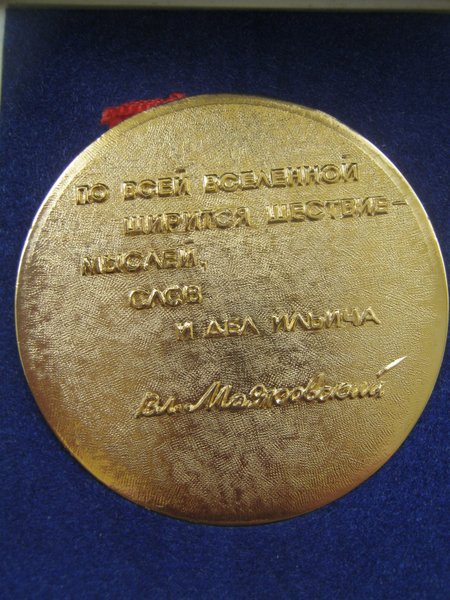 ПО ВСЕЙ ВСЕЛЕННОЙ
ШИРИТСЯ ШЕСТВИЕ –
МЫСЛЕЙ,
СЛОВ
И ДЕЛ ИЛЬИЧА
Вл. Маяковский